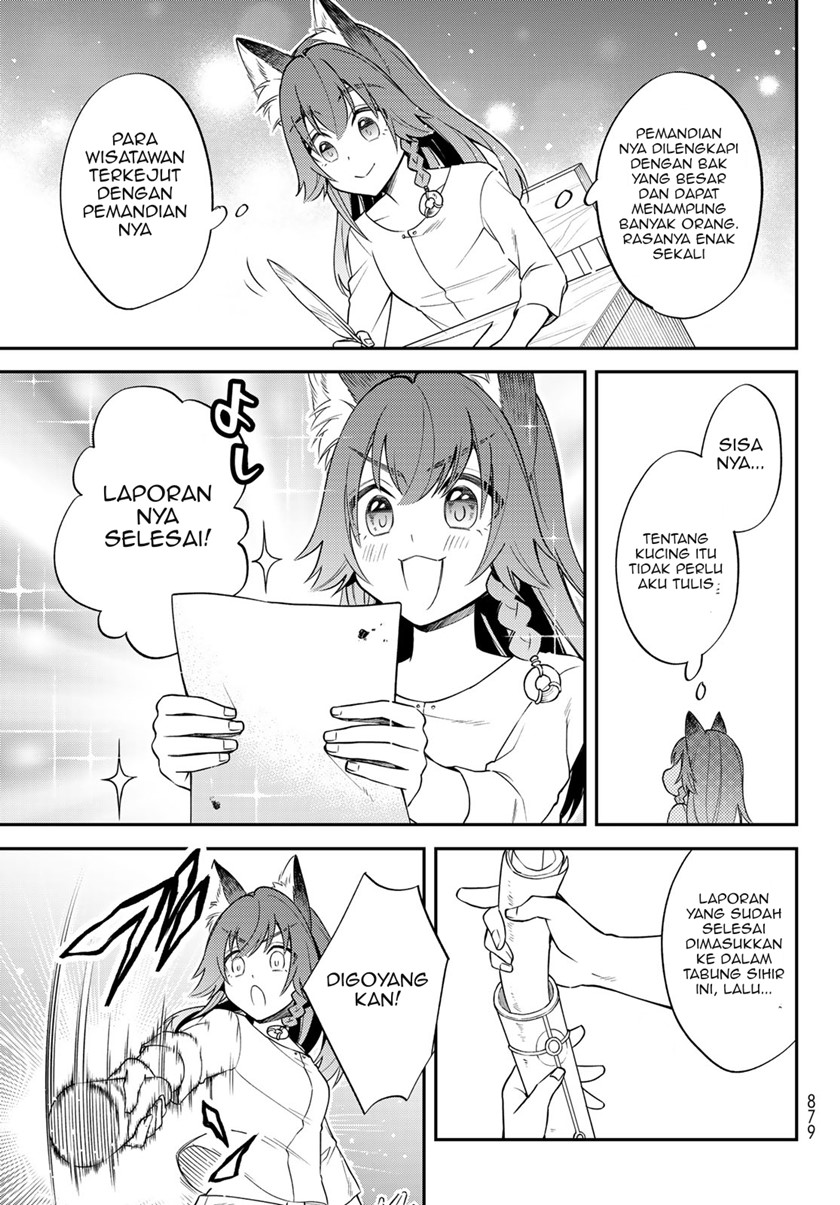 PEMANDIAN
NYA DILENGKAPI
DENGAN BAK
YANG BESAR
DAN DAPAT
MENAMPUNG
BANYAK ORANG.
RASANYA ENAK
SEKALI
PARA
WISATAWAN
TERKEJUT
DENGAN
PEMANDIAN
NYA
SISA
NYA...
TENTANG
KUCING ITU
TIDAK PERLU
AKU TULIS..
よし
LAPORAN
NYA
SELESAI!
LAPORAN
YANG SUDAH
SELESAI
DIMASUKKAN
KE DALAM
TABUNG SIHIR
INI, LALU...
DIGOYANG
KAN!
879